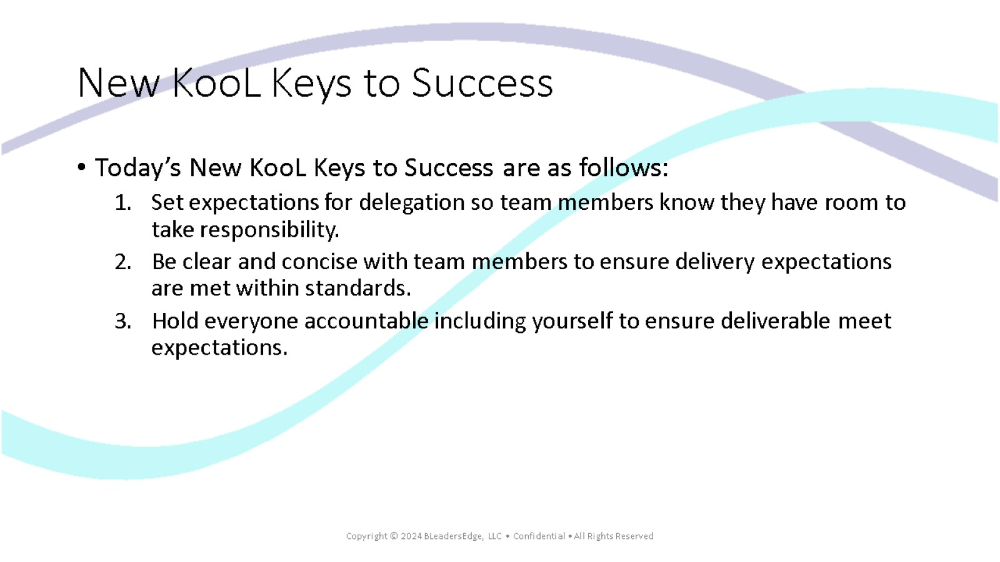 New KooL Keys to Success
• Today’s New KooL Keys to Success are as follows:
1. Set expectations for delegation so team members know they have room to
take responsibility.
2. Be clear and concise with team members to ensure delivery expectations
are met within standards.
3. Hold everyone accountable including yourself to ensure deliverable meet
expectations.
Copyright © 2024 BLeadersEdge, LLC • Confidential • All Rights Reserved